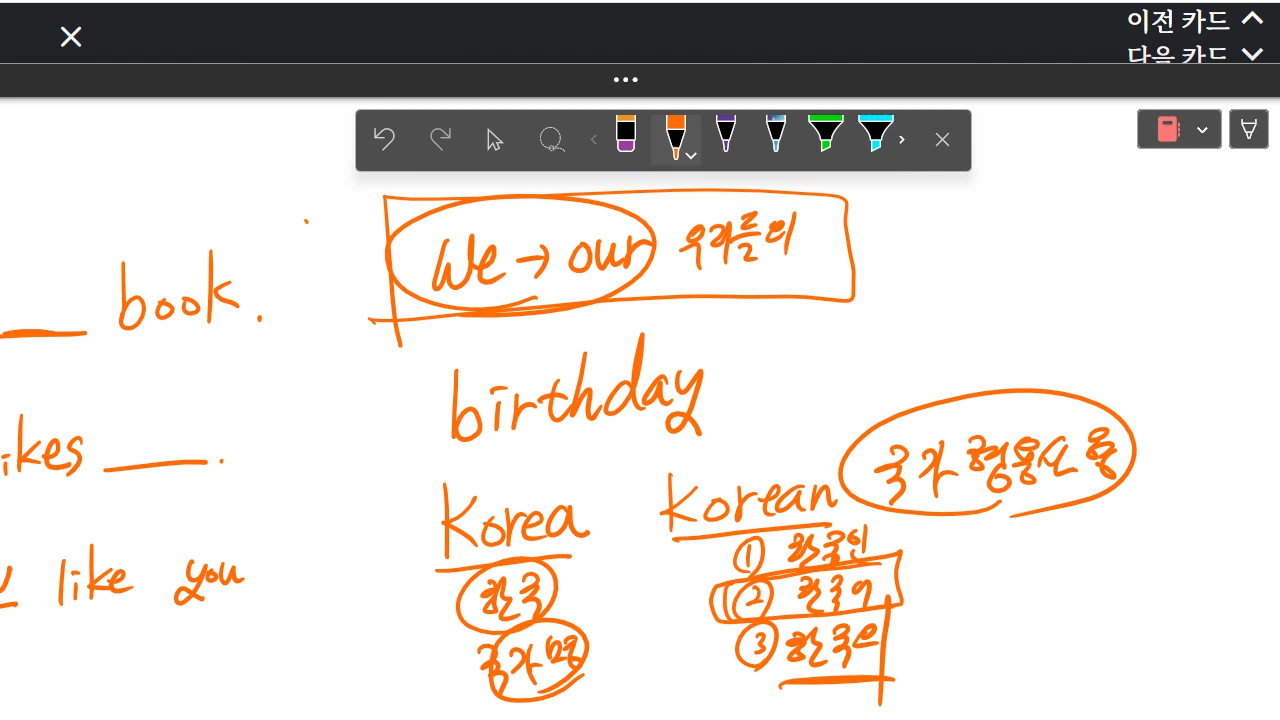 이전 카드
다음 카드
We → our 우리들의
book.
birthday
likes ___.
국가 형용사
Korea
Korean
like you
한국
① 한국인
② 한국어
③ 한국의
국가명